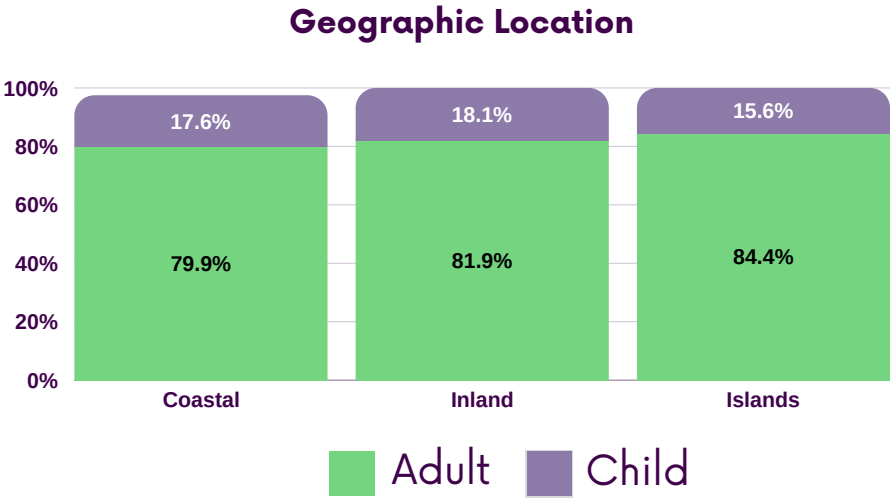 Geographic Location
100%
80%
60%
40%
20%
0%
17.6%
18.1%
15.6%
79.9%
81.9%
84.4%
Coastal
Inland
Islands
Adult
Child